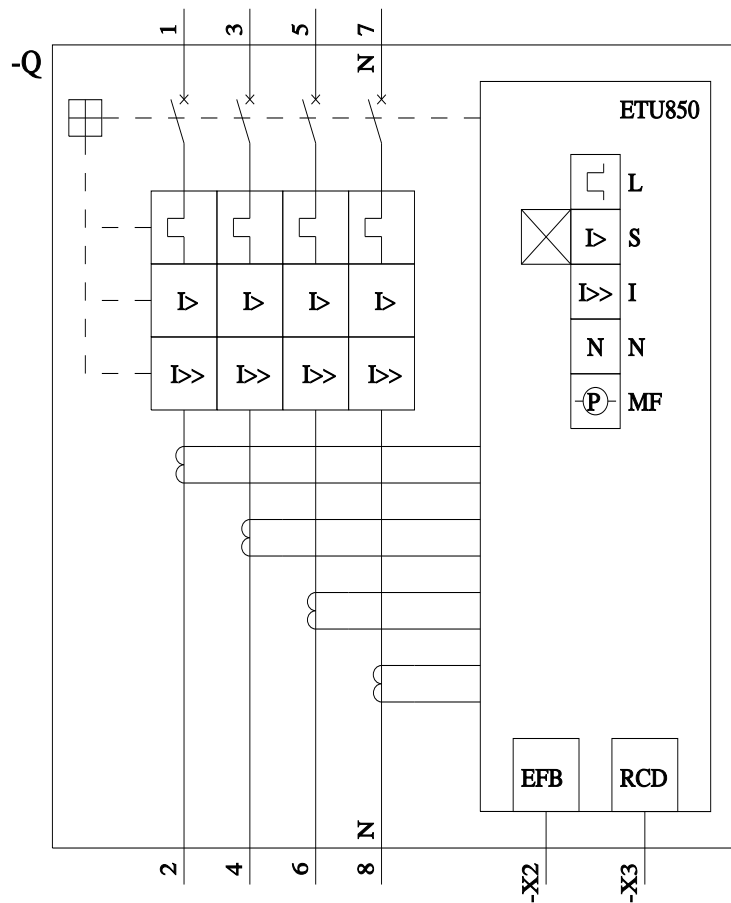 1 3 5 7
-Q N
ETU850
L
I> S
I> I> I> I> I>> I
N N
I>> I>> I>> I>> P MF
EFB RCD
N
2 4 6 8 -X2 -X3